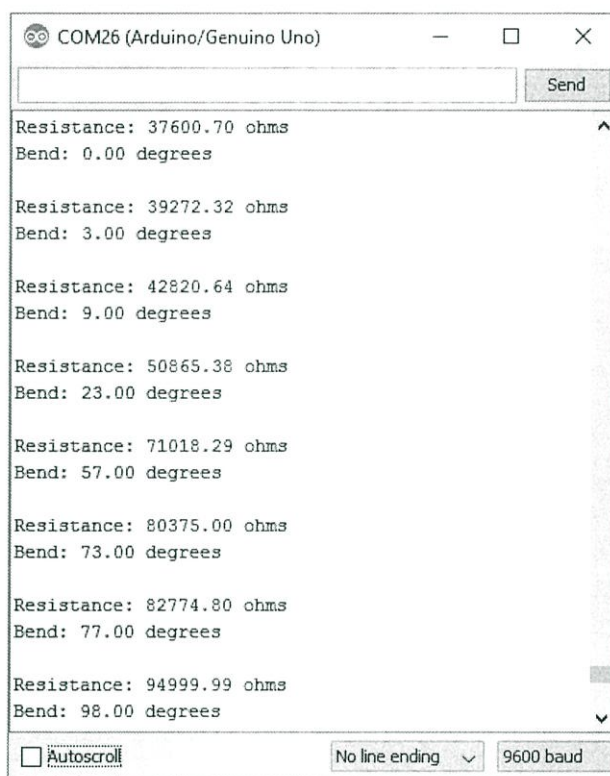 COM26 (Arduino/Genuino Uno)
Send
Resistance: 37600.70 ohms
Bend: 0.00 degrees
Resistance: 39272.32 ohms
Bend: 3.00 degrees
Resistance: 42820.64 ohms
Bend: 9.00 degrees
Resistance: 50865.38 ohms
Bend: 23.00 degrees
Resistance: 71018.29 ohms
Bend: 57.00 degrees
Resistance: 80375.00 ohms
Bend: 73.00 degrees
Resistance: 82774.80 ohms
Bend: 77.00 degrees
Resistance: 94999.99 ohms
Bend: 98.00 degrees
Autoscroll No line ending 9600 baud